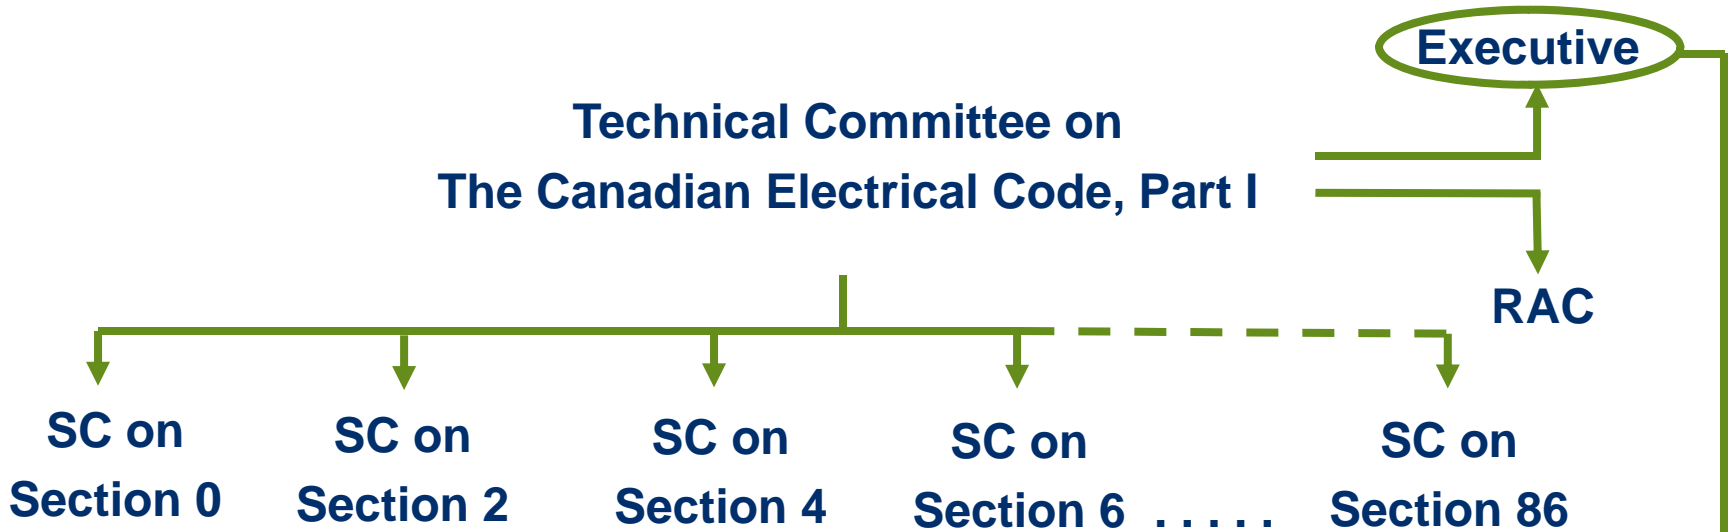 Executive
Technical Committee on
The Canadian Electrical Code, Part I
RAC
SC on
Section 0
SC on
Section 2
SC on
Section 4
SC on
Section 6
. . . . .
SC on
Section 86